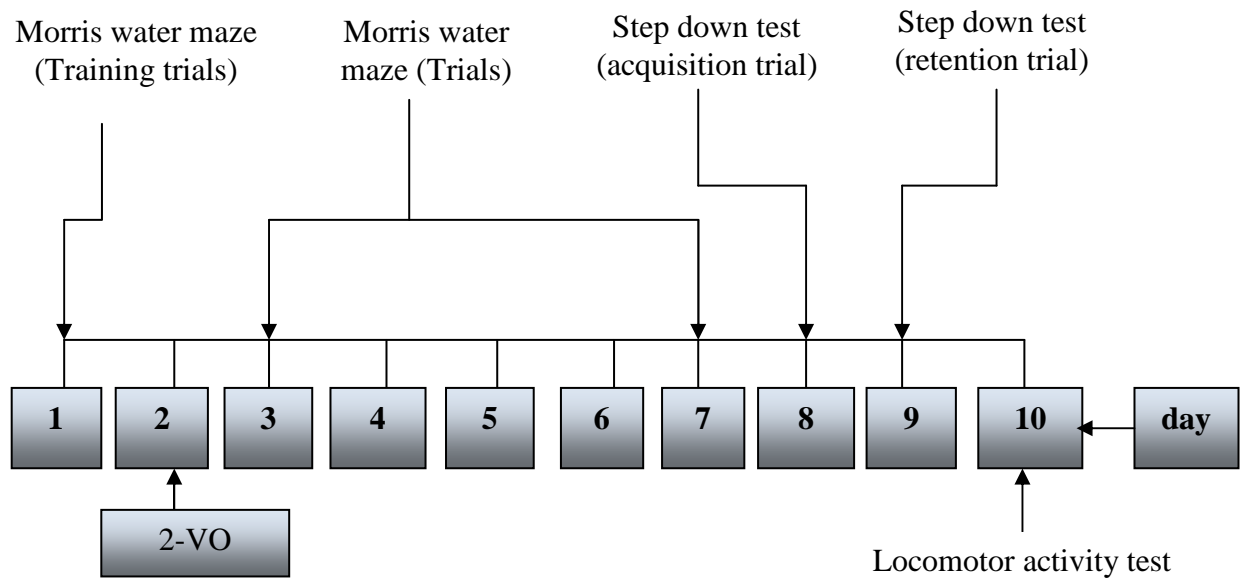 Morris water maze
(Training trials)
Morris water
maze (Trials)
Step down test
(acquisition trial)
Step down test
(retention trial)
1
2
3
4
5
6
7
8
9
10
day
2-VO
Locomotor activity test